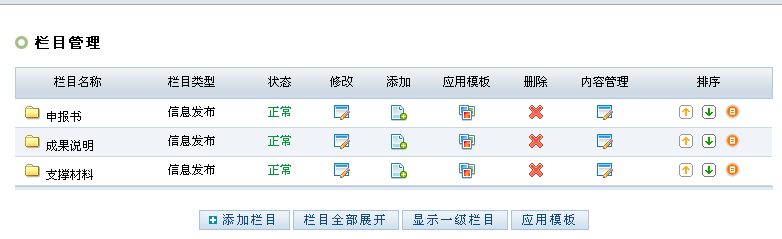 栏目管理
栏目名称 栏目类型 状态 修改 添加 应用模板 删除 内容管理 排序
申报书 信息发布 正常
成果说明 信息发布 正常
支撑材料 信息发布 正常
添加栏目 栏目全部展开 显示一级栏目 应用模板